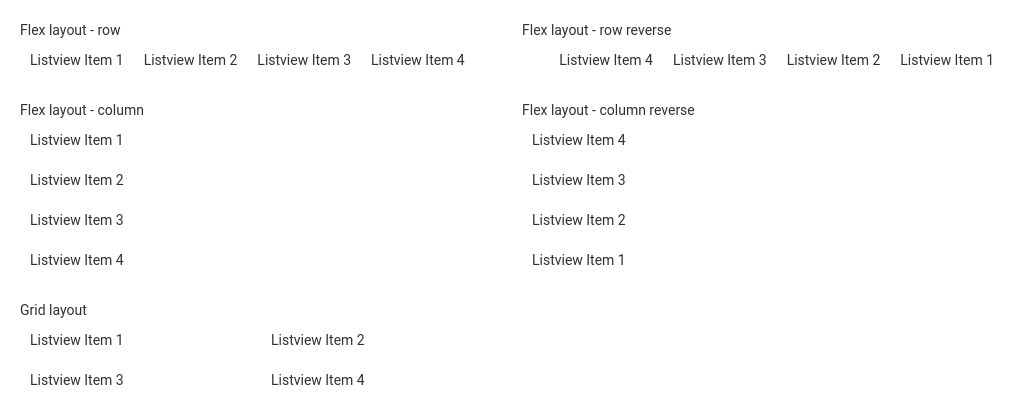 Flex layout - row
Listview Item 1 Listview Item 2 Listview Item 3 Listview Item 4
Flex layout - row reverse
Listview Item 4 Listview Item 3 Listview Item 2 Listview Item 1
Flex layout - column
Listview Item 1
Listview Item 2
Listview Item 3
Listview Item 4
Flex layout - column reverse
Listview Item 4
Listview Item 3
Listview Item 2
Listview Item 1
Grid layout
Listview Item 1 Listview Item 2
Listview Item 3 Listview Item 4